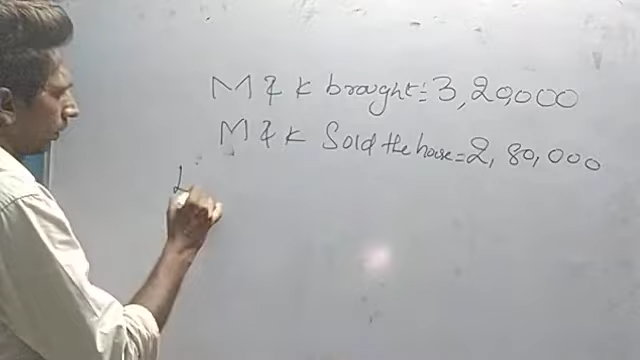 M & K brought = 3,20,000
M & K Sold the house = 2,80,000
L